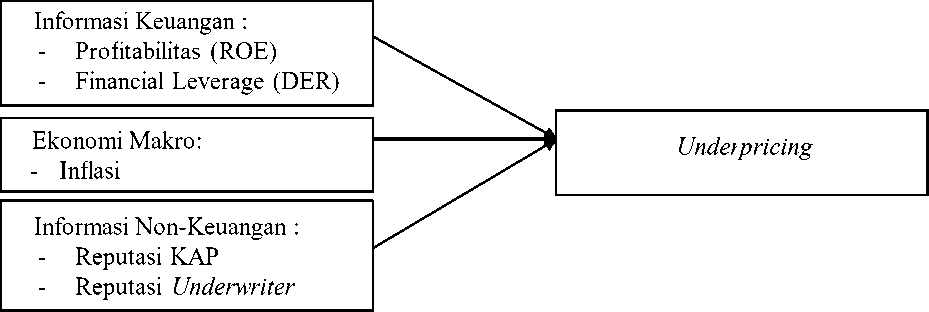 Informasi Keuangan :
- Profitabilitas (ROE)
- Financial Leverage (DER)
Ekonomi Makro:
- Inflasi
Underpricing
Informasi Non-Keuangan :
- Reputasi KAP
- Reputasi Underwriter